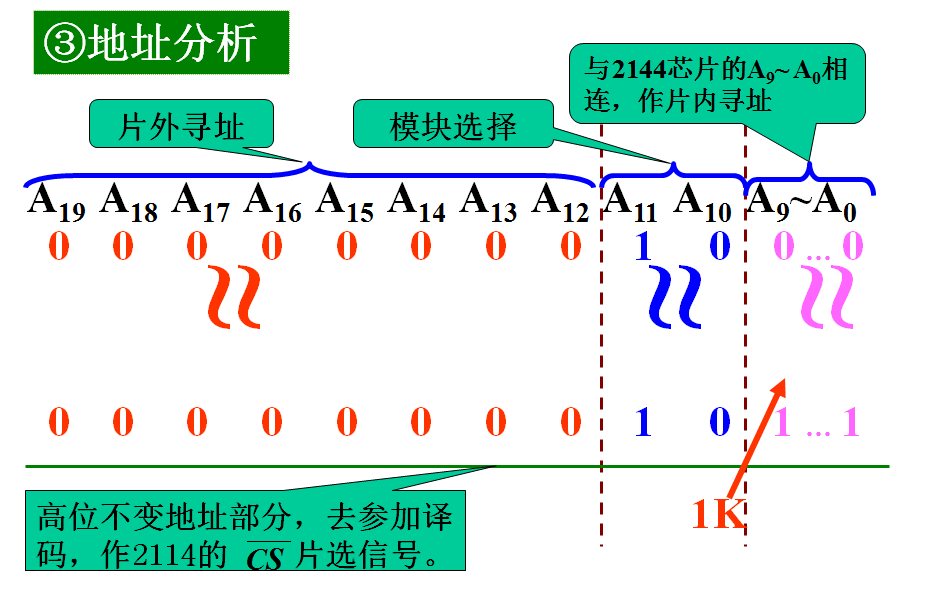 ③地址分析
与2144芯片的A₉~A₀相
连，作片内寻址
片外寻址
模块选择
A₁₉ A₁₈ A₁₇ A₁₆ A₁₅ A₁₄ A₁₃ A₁₂ A₁₁ A₁₀ A₉~A₀
0 0 0 0 0 0 0 0 1 0 0 ... 0
0 0 0 0 0 0 0 0 1 0 1 ... 1
1K
高位不变地址部分，去参加译
码，作2114的 C̅S̅ 片选信号。